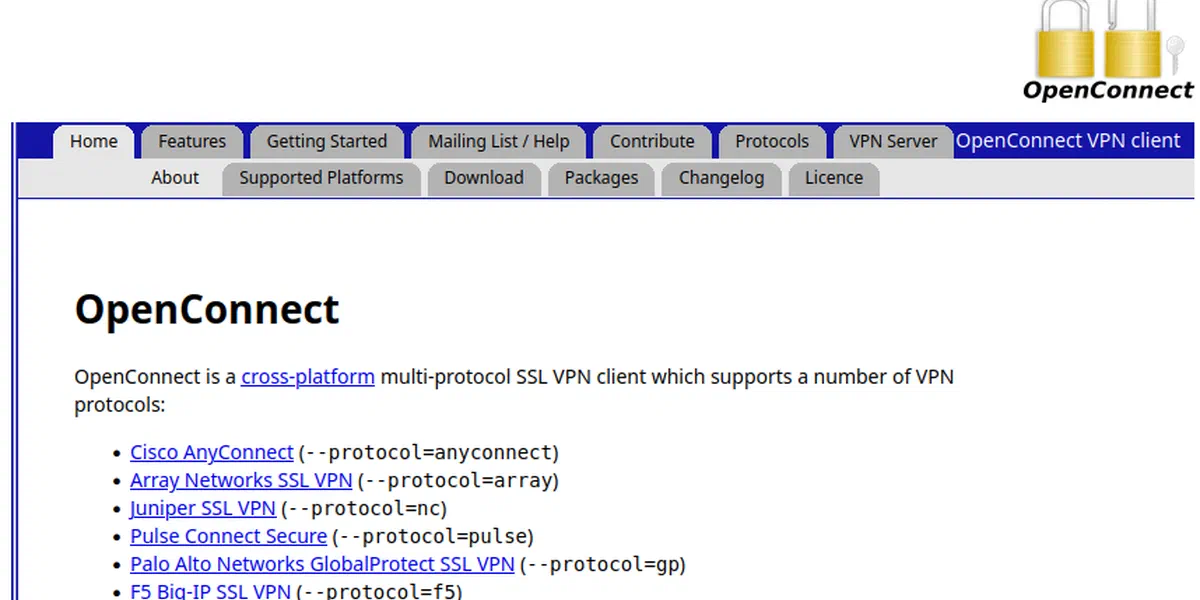 OpenConnect
Home Features Getting Started Mailing List / Help Contribute Protocols VPN Server OpenConnect VPN client
About Supported Platforms Download Packages Changelog Licence
OpenConnect
OpenConnect is a cross-platform multi-protocol SSL VPN client which supports a number of VPN
protocols:
• Cisco AnyConnect (--protocol=anyconnect)
• Array Networks SSL VPN (--protocol=array)
• Juniper SSL VPN (--protocol=nc)
• Pulse Connect Secure (--protocol=pulse)
• Palo Alto Networks GlobalProtect SSL VPN (--protocol=gp)
• F5 Big-IP SSL VPN (--protocol=f5)